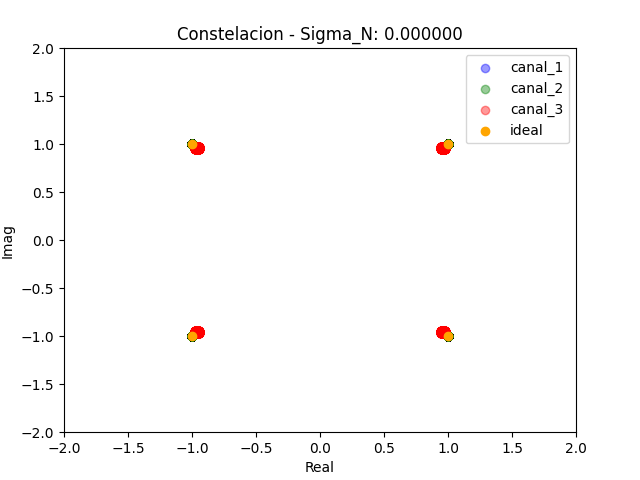 Constelacion - Sigma_N: 0.000000
canal_1
canal_2
canal_3
ideal
2.0
1.5
1.0
0.5
0.0
−0.5
−1.0
−1.5
−2.0
Imag
−2.0 −1.5 −1.0 −0.5 0.0 0.5 1.0 1.5 2.0
Real